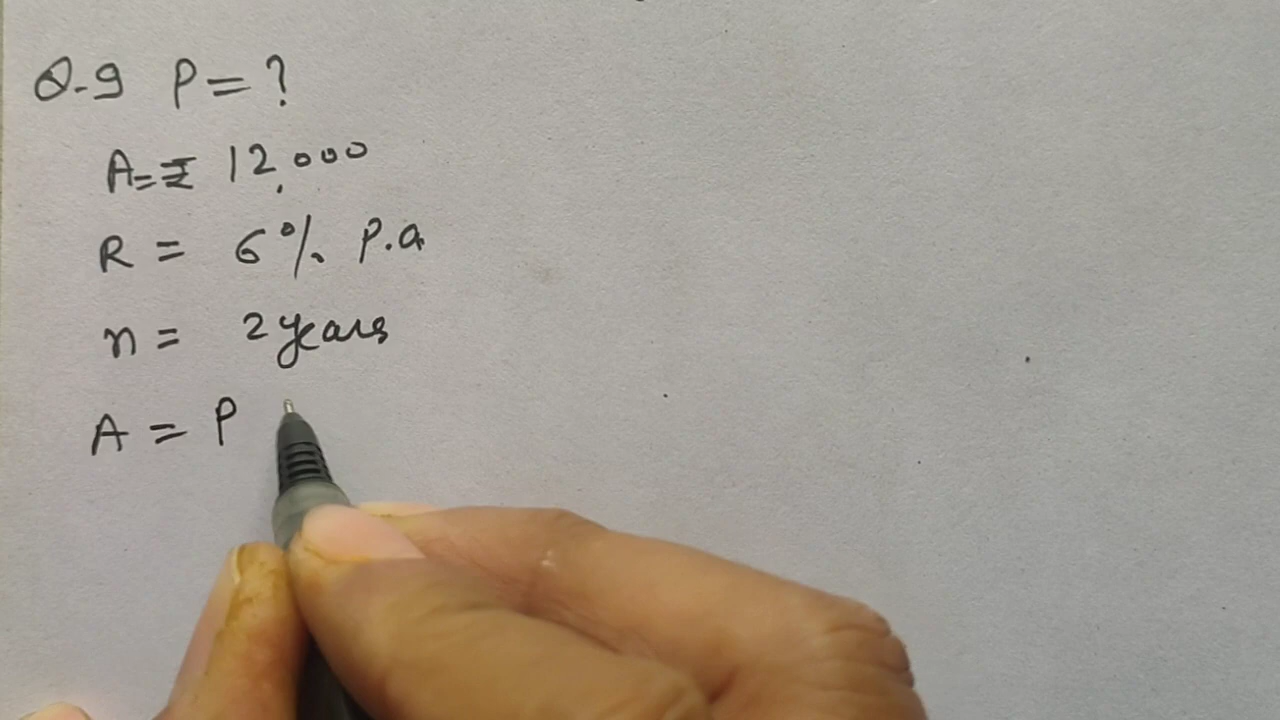 Q-9 P = ?
A = ₹ 12,000
R = 6% P.a
n = 2 years
A = P